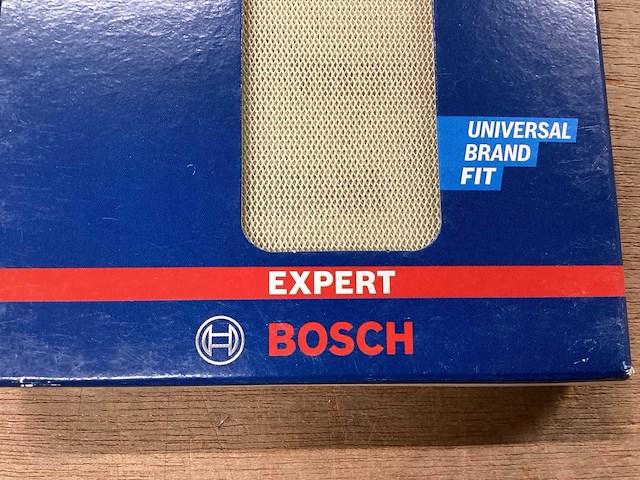 UNIVERSAL
BRAND
FIT
EXPERT
BOSCH